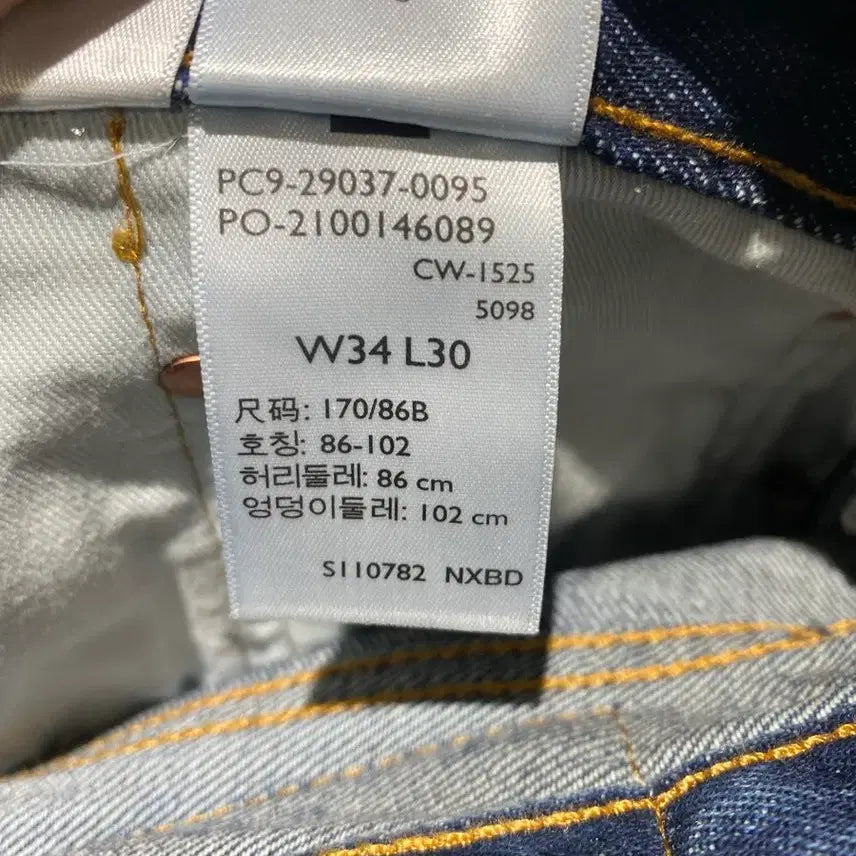 PC9-29037-0095
PO-2100146089
CW-1525
5098
W34 L30
尺码: 170/86B
호칭: 86-102
허리둘레: 86 cm
엉덩이둘레: 102 cm
S110782 NXBD